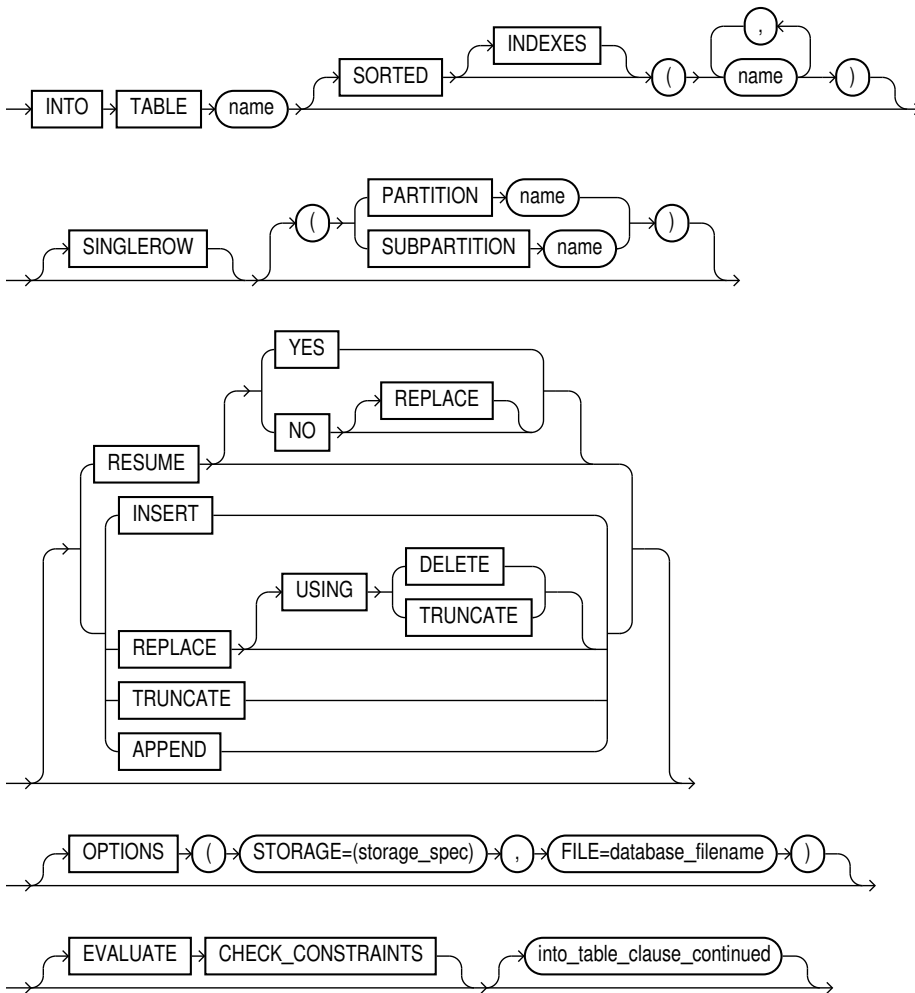 INDEXES ,
SORTED ( name )
INTO TABLE name
PARTITION name
SINGLEROW ( )
SUBPARTITION name
YES
REPLACE
NO
RESUME
INSERT
DELETE
USING
TRUNCATE
REPLACE
TRUNCATE
APPEND
OPTIONS ( STORAGE=(storage_spec) , FILE=database_filename )
EVALUATE CHECK_CONSTRAINTS into_table_clause_continued